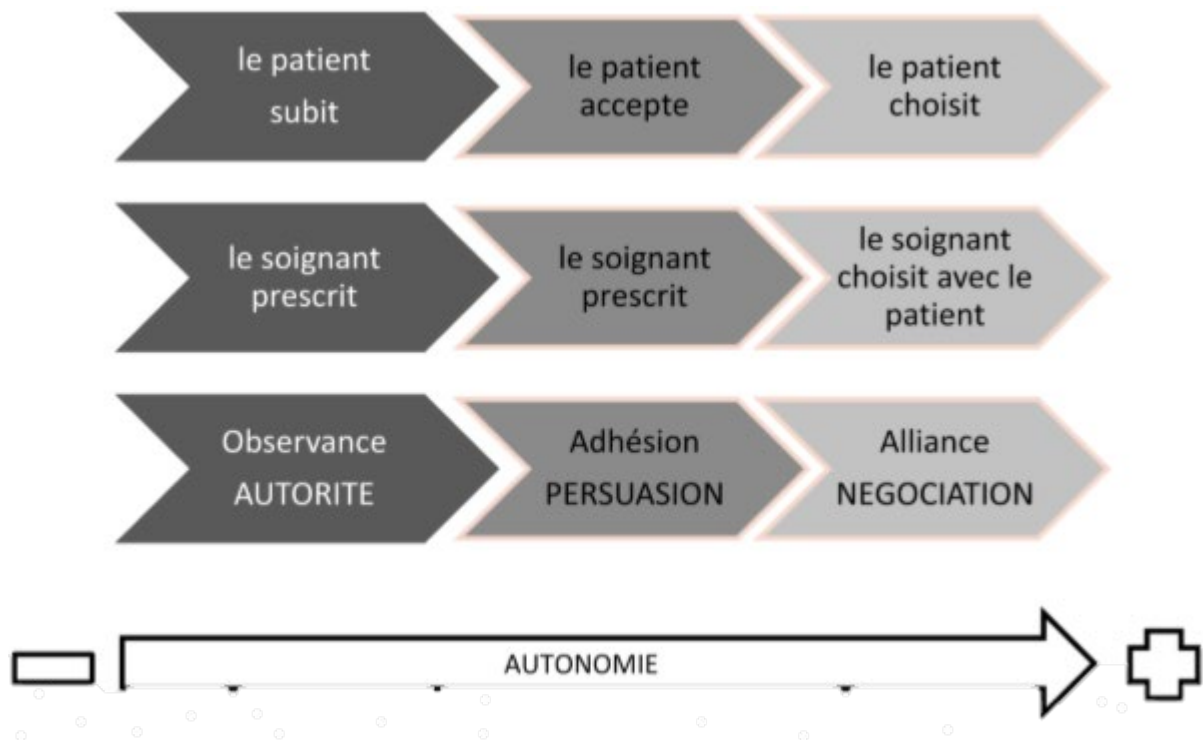 le patient
subit
le patient
accepte
le patient
choisit
le soignant
prescrit
le soignant
prescrit
le soignant
choisit avec le
patient
Observance
AUTORITE
Adhésion
PERSUASION
Alliance
NEGOCIATION
AUTONOMIE